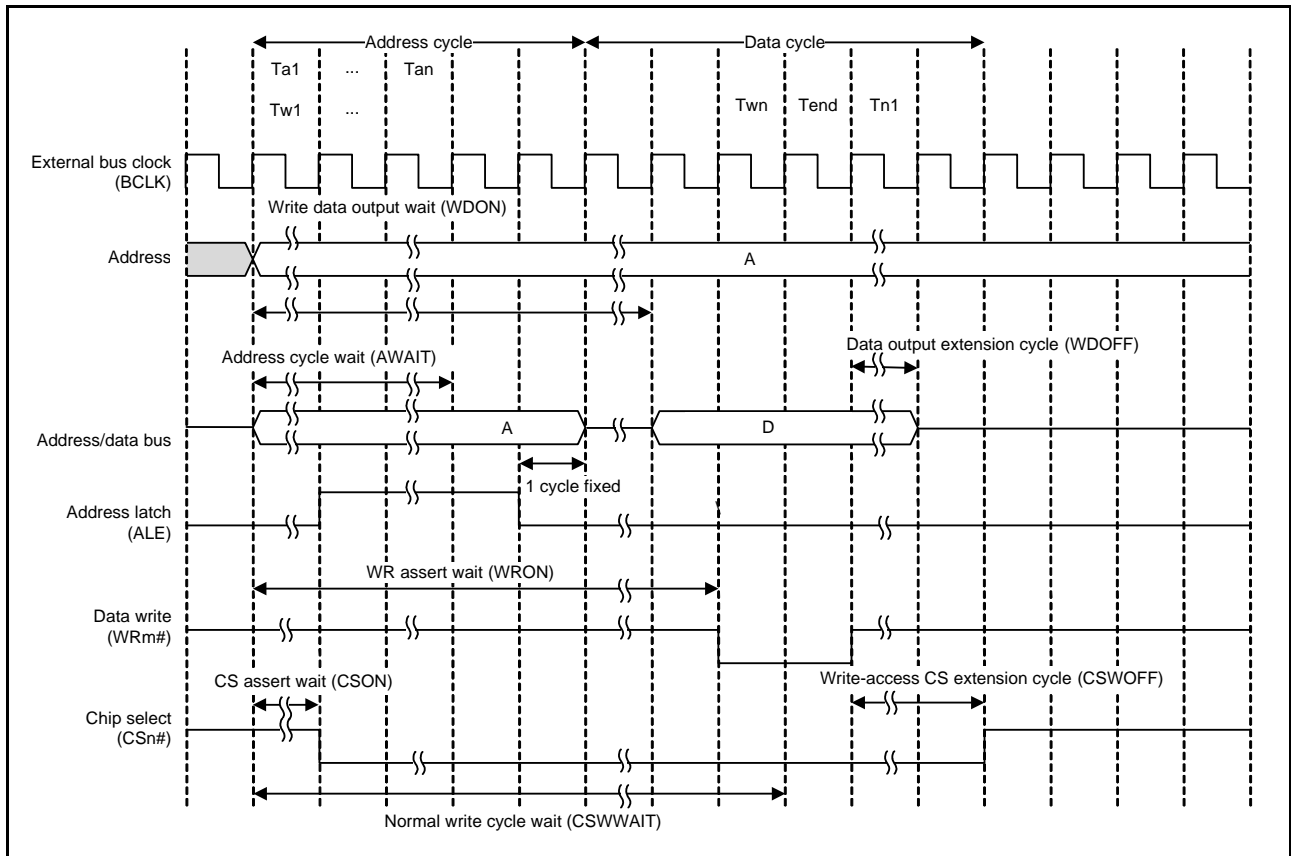 Address cycle Data cycle
Ta1 ... Tan
Tw1 ... Twn Tend Tn1
External bus clock
(BCLK)
Write data output wait (WDON)
Address A
Data output extension cycle (WDOFF)
Address cycle wait (AWAIT)
Address/data bus A D
1 cycle fixed
Address latch
(ALE)
WR assert wait (WRON)
Data write
(WRm#)
CS assert wait (CSON) Write-access CS extension cycle (CSWOFF)
Chip select
(CSn#)
Normal write cycle wait (CSWWAIT)